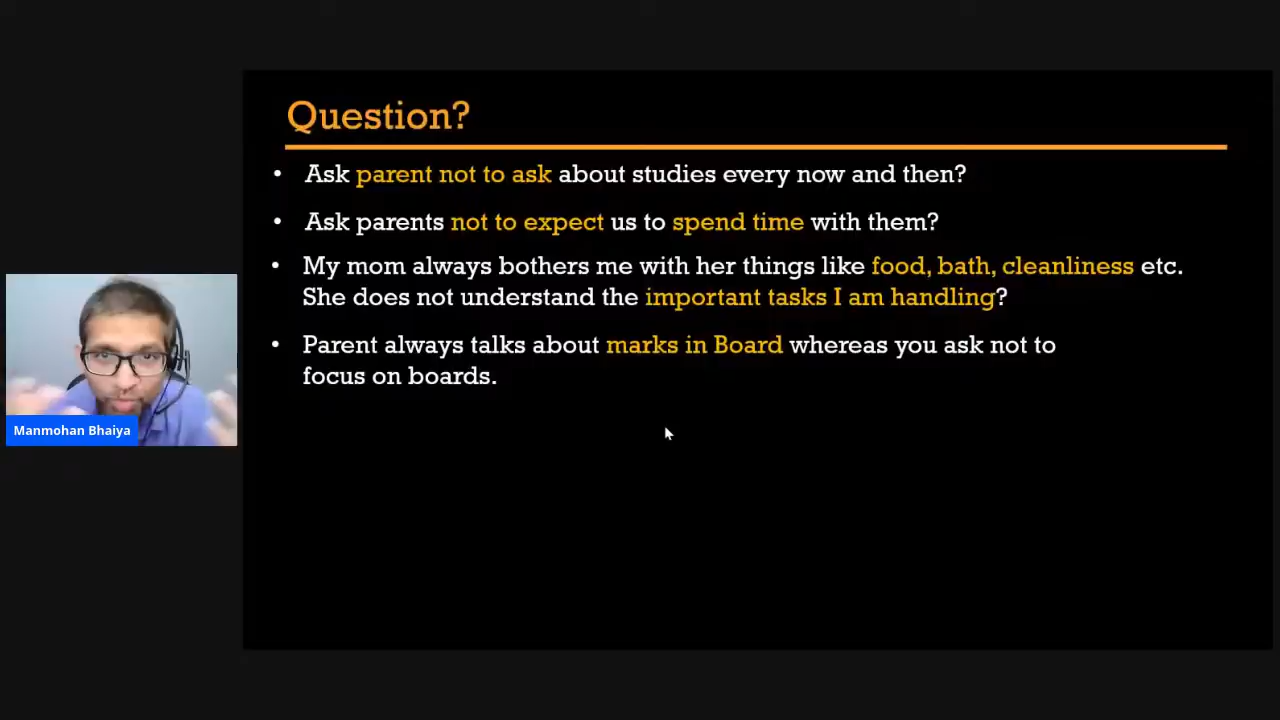 Question?
• Ask parent not to ask about studies every now and then?
• Ask parents not to expect us to spend time with them?
• My mom always bothers me with her things like food, bath, cleanliness etc.
She does not understand the important tasks I am handling?
• Parent always talks about marks in Board whereas you ask not to
focus on boards.
Manmohan Bhaiya